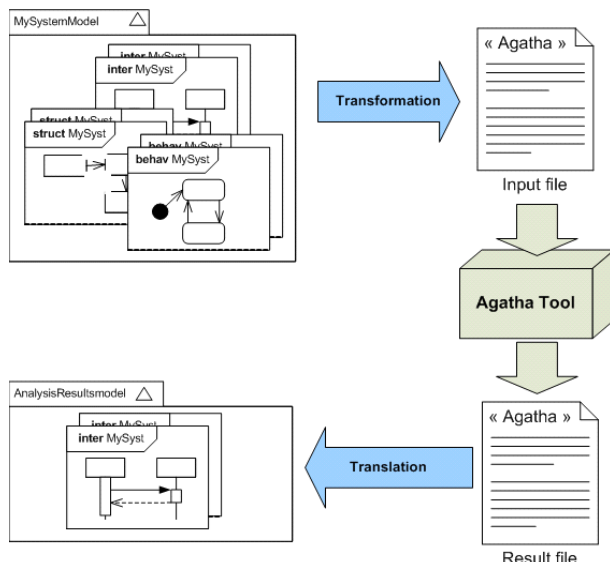 MySystemModel
inter MySyst
inter MySyst
struct MySyst
struct MySyst
behav MySyst
behav MySyst
Transformation
« Agatha »
Input file
Agatha Tool
AnalysisResultsmodel
inter MySyst
inter MySyst
Translation
« Agatha »
Result file